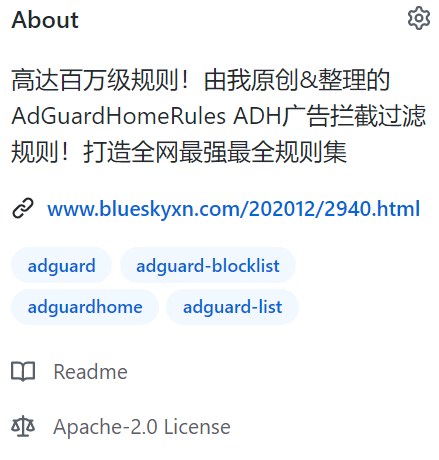 About
高达百万级规则！由我原创&整理的
AdGuardHomeRules ADH广告拦截过滤
规则！打造全网最强最全规则集
www.blueskyxn.com/202012/2940.html
adguard adguard-blocklist
adguardhome adguard-list
Readme
Apache-2.0 License